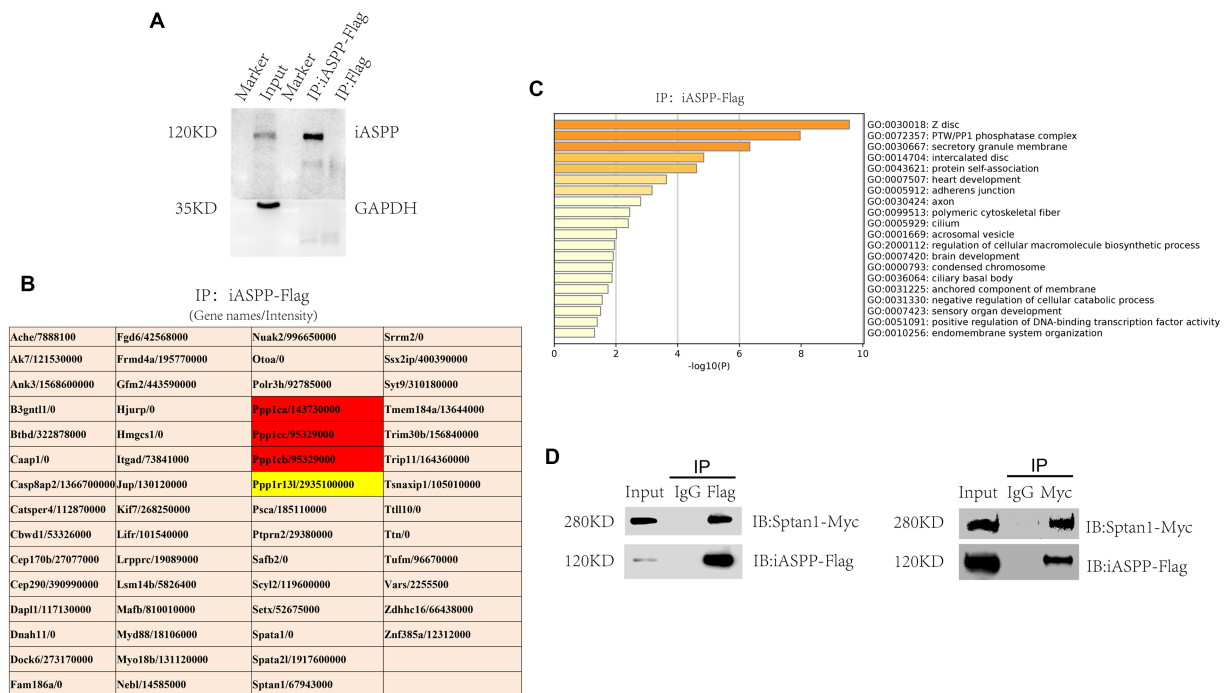 A
Marker
Input
Marker
IP:iASPP-Flag
IP:Flag
120KD
iASPP
35KD
GAPDH
B
IP: iASPP-Flag
(Gene names/Intensity)
Ache/7888100 Fgd6/42568000 Nuak2/996650000 Srrm2/0
Ak7/121530000 Frmd4a/195770000 Otoa/0 Ssx2ip/400390000
Ank3/1568600000 Gfm2/443590000 Polr3h/92785000 Syt9/310180000
B3gntl1/0 Hjurp/0 Ppp1ca/143730000 Tmem184a/13644000
Btbd/322878000 Hmgcs1/0 Ppp1cc/95329000 Trim30b/156840000
Caap1/0 Itgad/73841000 Ppp1cb/95329000 Trip11/164360000
Casp8ap2/1366700000 Jup/130120000 Ppp1r13l/2935100000 Tsnaxip1/105010000
Catsper4/112870000 Kif7/268250000 Psca/185110000 Ttll10/0
Cbwd1/53326000 Lifr/101540000 Ptprn2/29380000 Ttn/0
Cep170b/27077000 Lrpprc/19089000 Safb2/0 Tufm/96670000
Cep290/390990000 Lsm14b/5826400 Scyl2/119600000 Vars/2255500
Dapl1/117130000 Mafb/810010000 Setx/52675000 Zdhhc16/66438000
Dnah11/0 Myd88/18106000 Spata1/0 Znf385a/12312000
Dock6/273170000 Myo18b/131120000 Spata2l/1917600000
Fam186a/0 Nebl/14585000 Sptan1/67943000
C
IP: iASPP-Flag
GO:0030018: Z disc
GO:0072357: PTW/PP1 phosphatase complex
GO:0030667: secretory granule membrane
GO:0014704: intercalated disc
GO:0043621: protein self-association
GO:0007507: heart development
GO:0005912: adherens junction
GO:0030424: axon
GO:0099513: polymeric cytoskeletal fiber
GO:0005929: cilium
GO:0001669: acrosomal vesicle
GO:2000112: regulation of cellular macromolecule biosynthetic process
GO:0007420: brain development
GO:0000793: condensed chromosome
GO:0036064: ciliary basal body
GO:0031225: anchored component of membrane
GO:0031330: negative regulation of cellular catabolic process
GO:0007423: sensory organ development
GO:0051091: positive regulation of DNA-binding transcription factor activity
GO:0010256: endomembrane system organization
0 2 4 6 8 10
-log10(P)
D
IP
Input IgG Flag
280KD IB:Sptan1-Myc
120KD IB:iASPP-Flag
IP
Input IgG Myc
280KD IB:Sptan1-Myc
120KD IB:iASPP-Flag